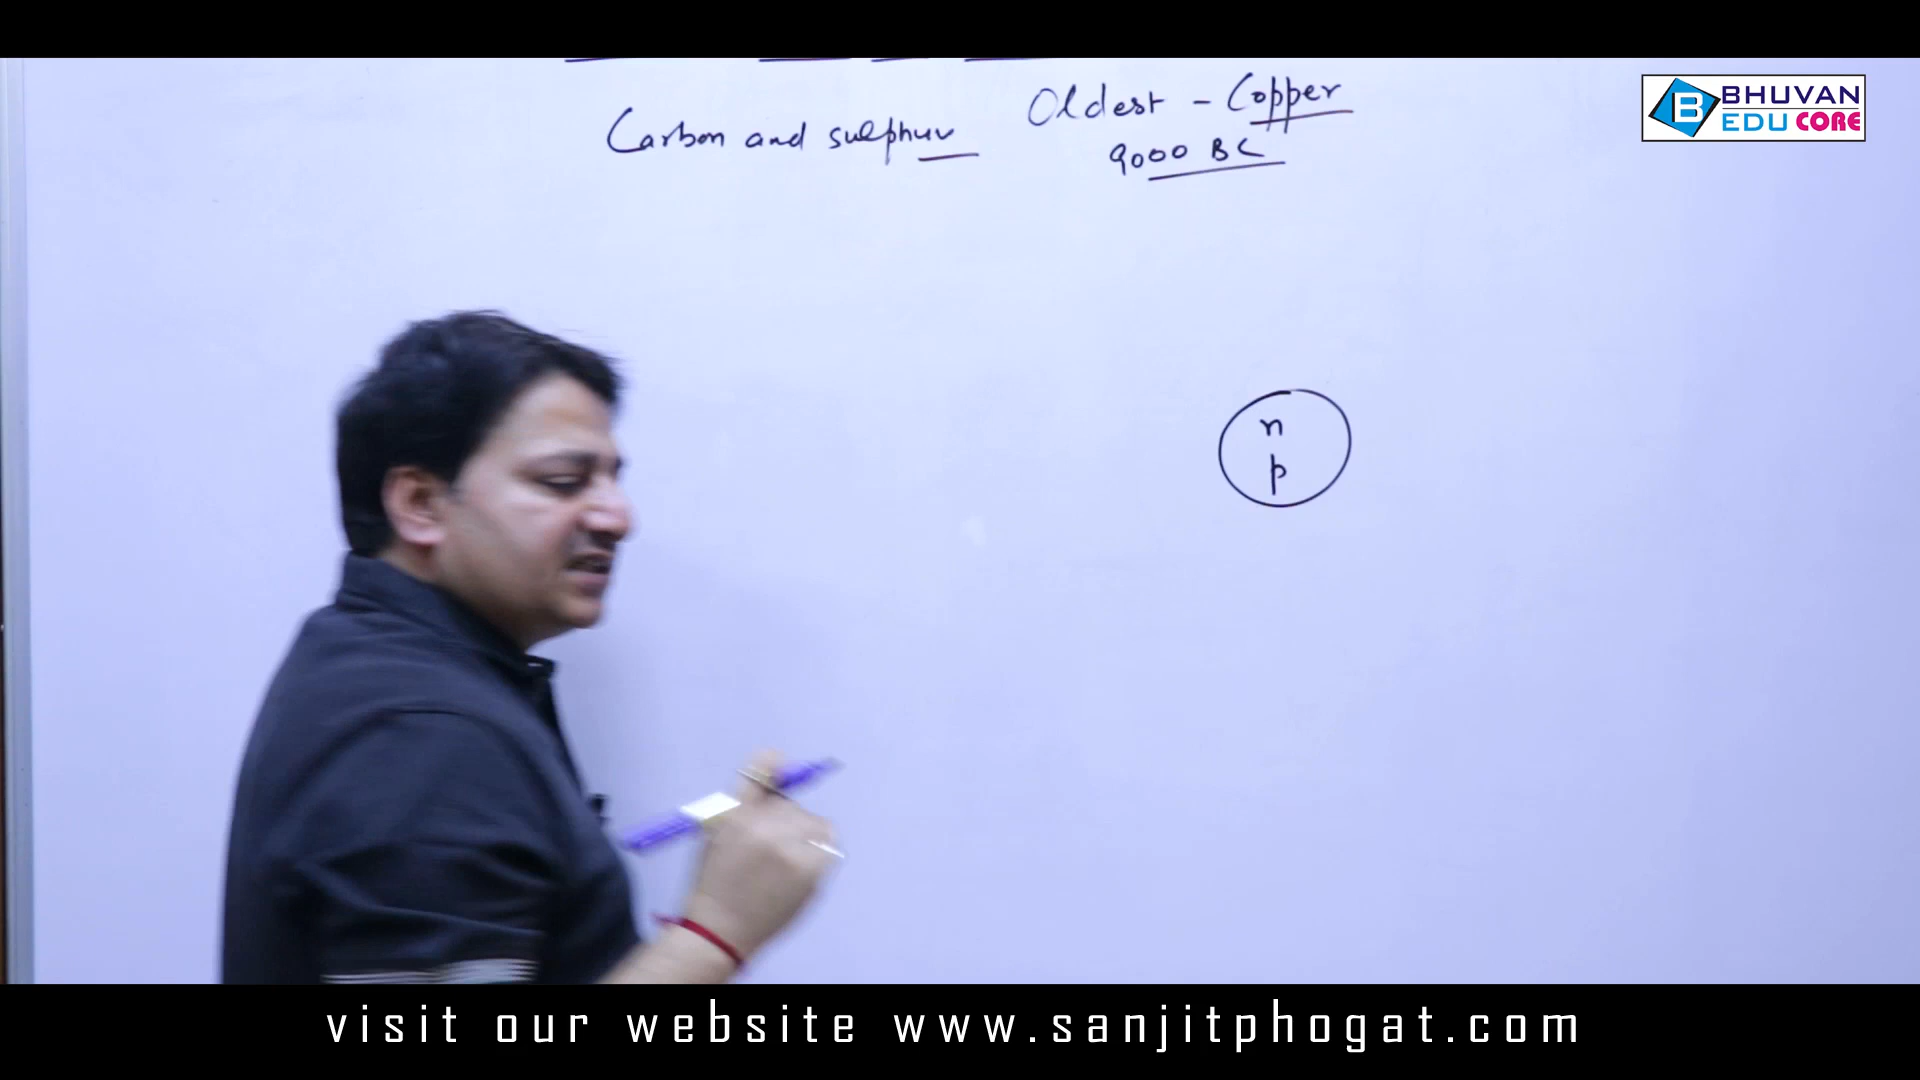 Oldest - Copper
Carbon and sulphur
9000 BC
BHUVAN
B
EDU CORE
n
p
visit our website www.sanjitphogat.com